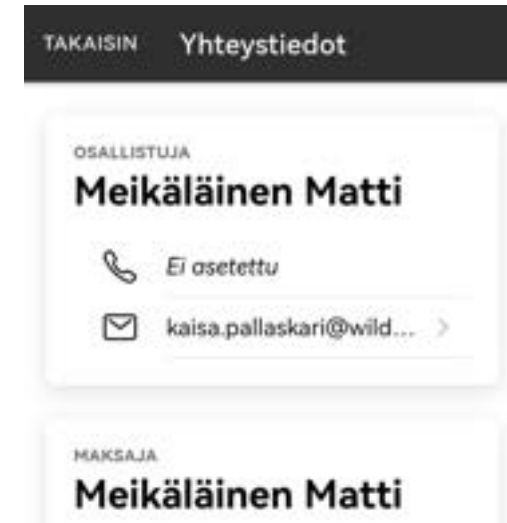 TAKAISIN Yhteystiedot
OSALLISTUJA
Meikäläinen Matti
Ei asetettu
kaisa.pallaskari@wild...
MAKSAJA
Meikäläinen Matti